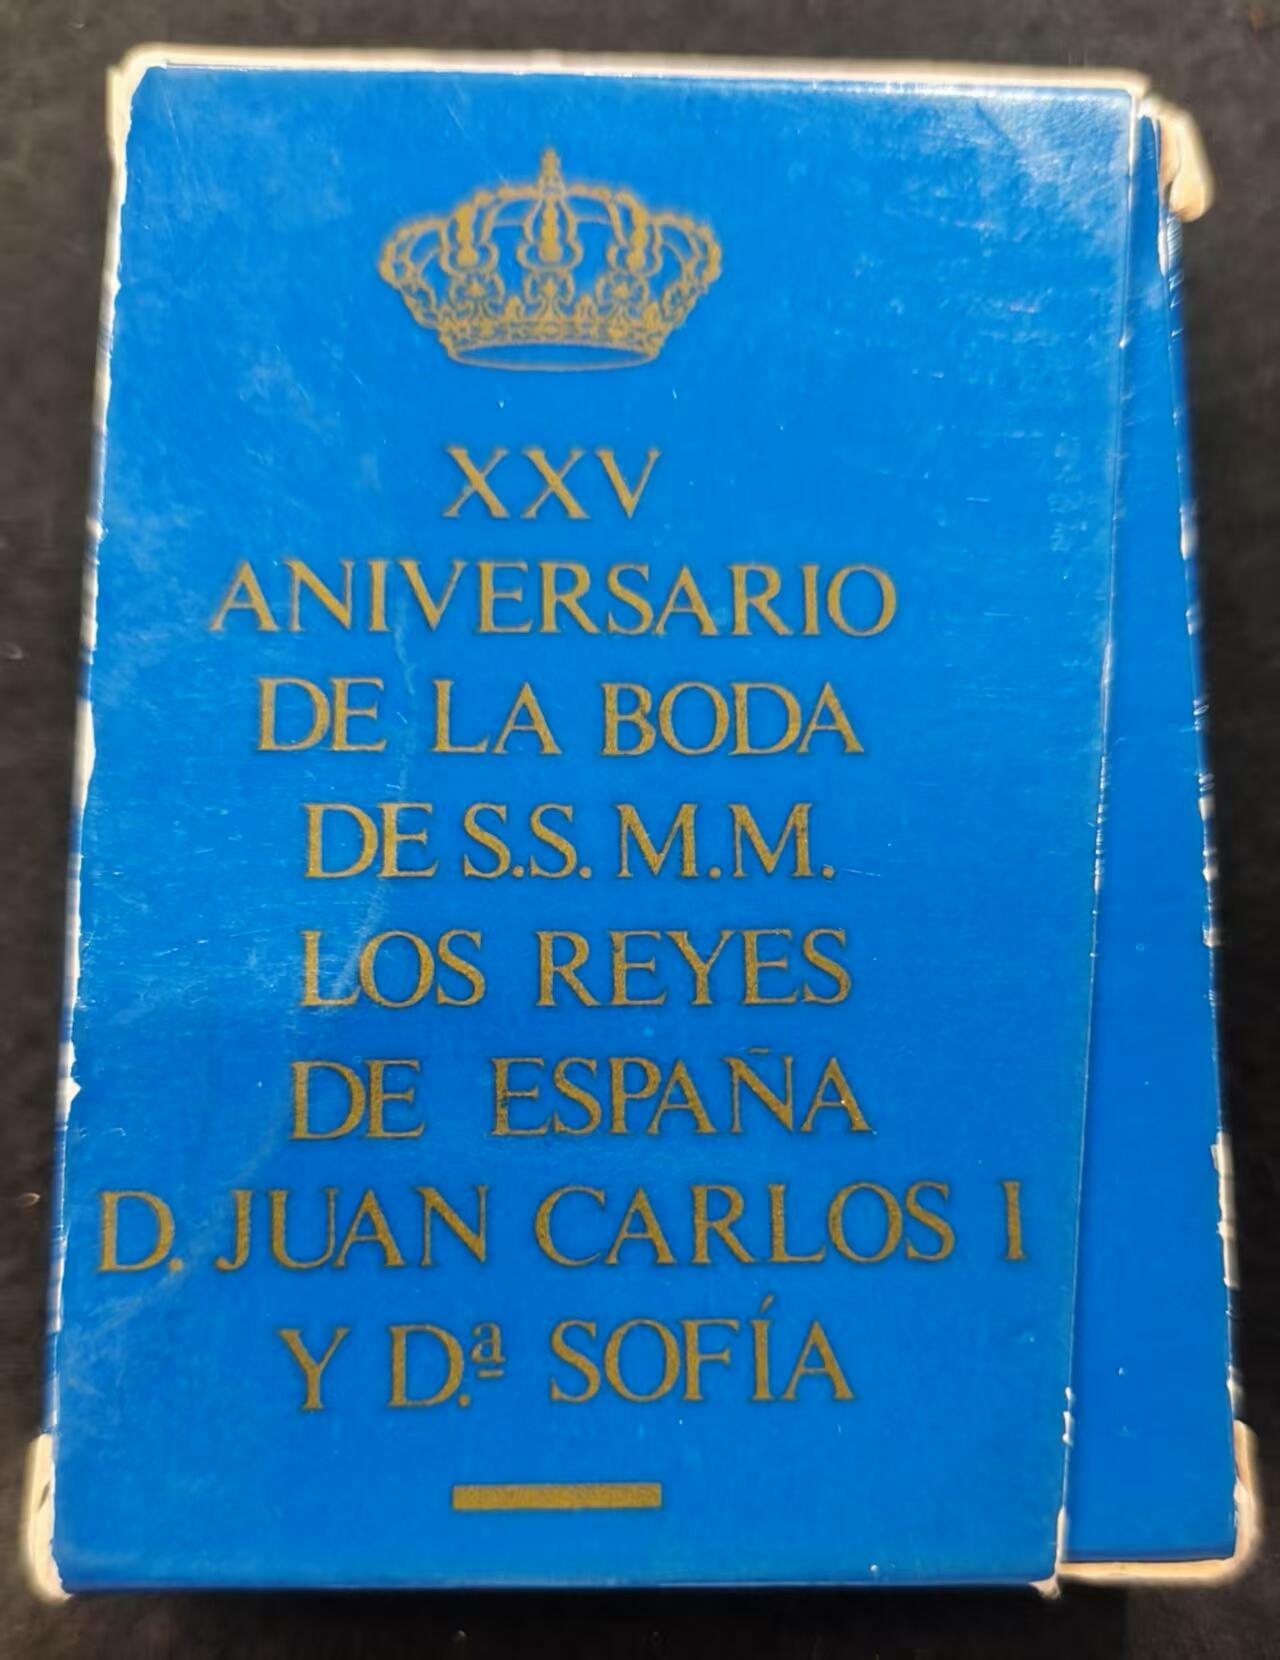 XXV
ANIVERSARIO
DE LA BODA
DE S.S. M.M.
LOS REYES
DE ESPAÑA
D. JUAN CARLOS I
Y D.ª SOFÍA